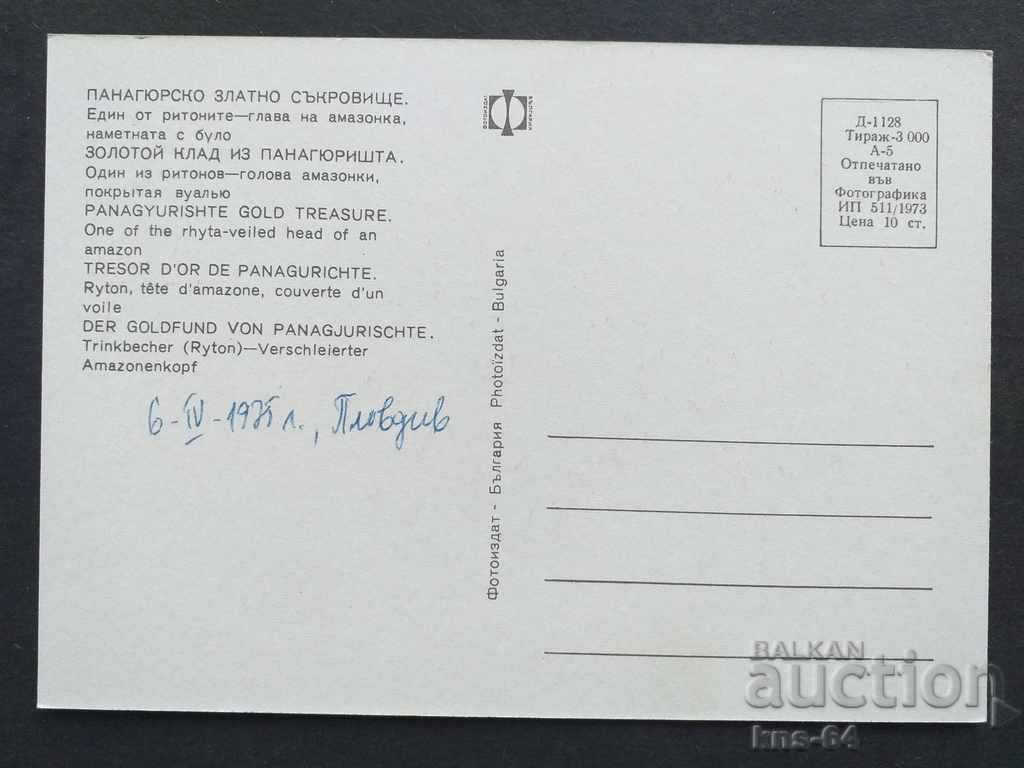 ПАНАГЮРСКО ЗЛАТНО СЪКРОВИЩЕ.
Един от ритоните—глава на амазонка,
наметната с було
ЗОЛОТОЙ КЛАД ИЗ ПАНАГЮРИШТА.
Один из ритонов—голова амазонки,
покрытая вуалью
PANAGYURISHTE GOLD TREASURE.
One of the rhyta-veiled head of an
amazon
TRESOR D'OR DE PANAGURICHTE.
Ryton, tête d'amazone, couverte d'un
voile
DER GOLDFUND VON PANAGJURISCHTE.
Trinkbecher (Ryton)—Verschleierter
Amazonenkopf
6-IV-1975 г., Пловдив
Фотоиздат - България Photoïzdat - Bulgaria
ФОТОИЗДАТ
БЪЛГАРИЯ
Д-1128
Тираж-3 000
А-5
Отпечатано
във
Фотографика
ИП 511/1973
Цена 10 ст.
BALKAN
auction
kns-64